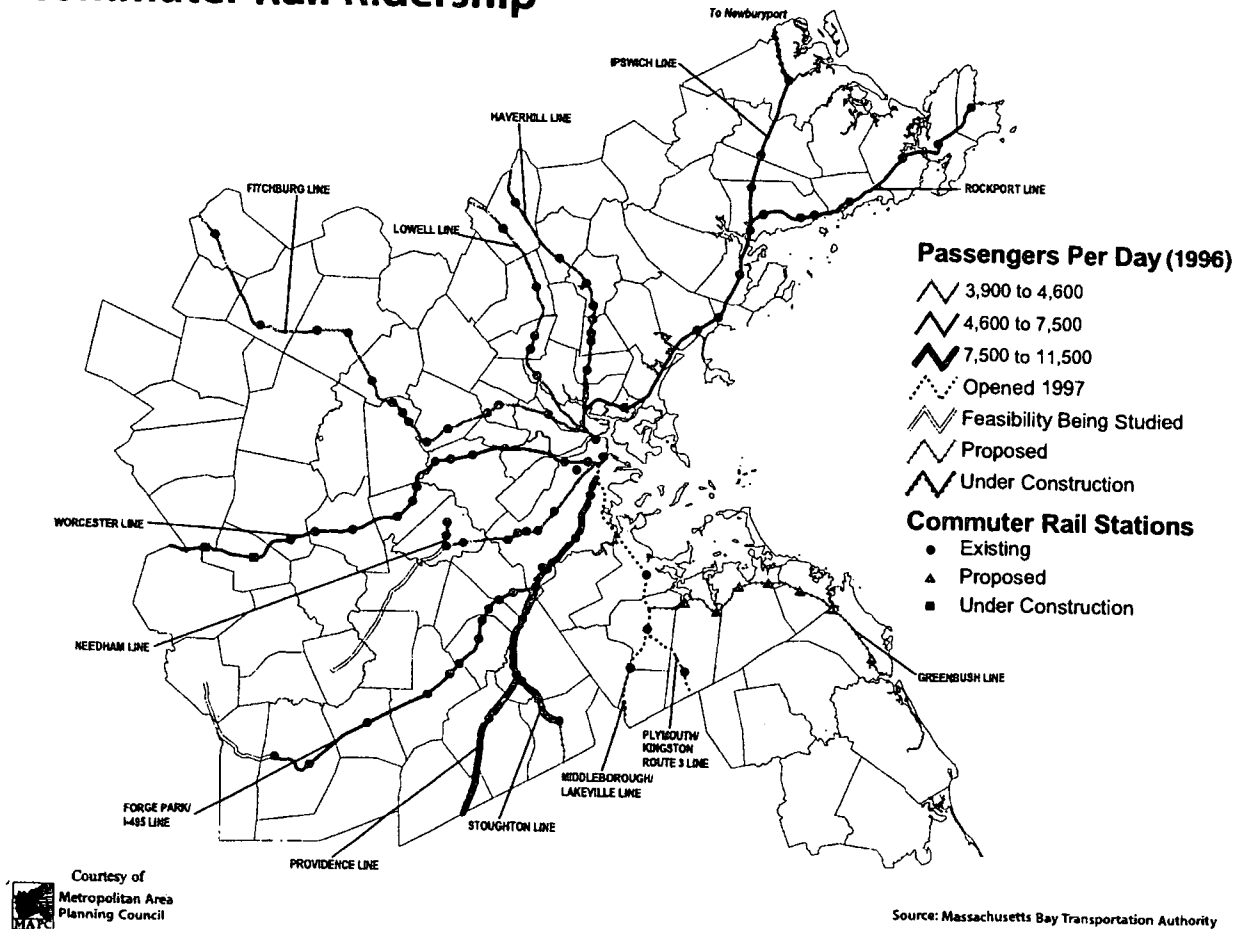 Commuter Rail Ridership
To Newburyport
IPSWICH LINE
HAVERHILL LINE
FITCHBURG LINE
LOWELL LINE
ROCKPORT LINE
Passengers Per Day (1996)
3,900 to 4,600
4,600 to 7,500
7,500 to 11,500
Opened 1997
Feasibility Being Studied
Proposed
Under Construction
Commuter Rail Stations
Existing
Proposed
Under Construction
WORCESTER LINE
NEEDHAM LINE
GREENBUSH LINE
PLYMOUTH/
KINGSTON
ROUTE 3 LINE
MIDDLEBOROUGH/
LAKEVILLE LINE
FORGE PARK/
I-495 LINE
STOUGHTON LINE
PROVIDENCE LINE
Courtesy of
Metropolitan Area
Planning Council
MAPC
Source: Massachusetts Bay Transportation Authority